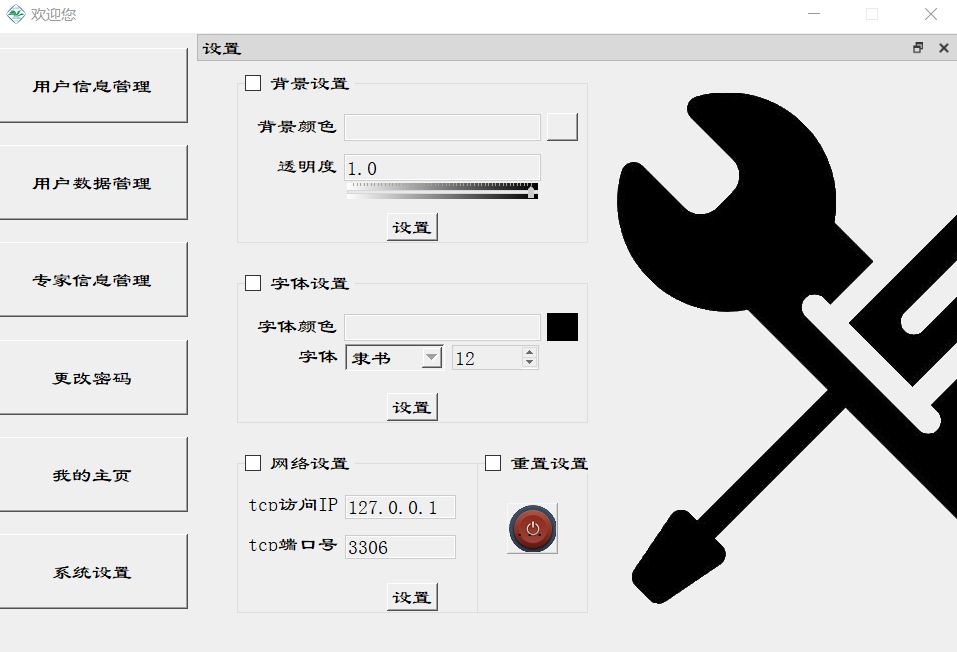 欢迎您
设置
用户信息管理
用户数据管理
专家信息管理
更改密码
我的主页
系统设置
背景设置
背景颜色
透明度 1.0
设置
字体设置
字体颜色
字体 隶书 12
设置
网络设置
tcp访问IP 127.0.0.1
tcp端口号 3306
设置
重置设置